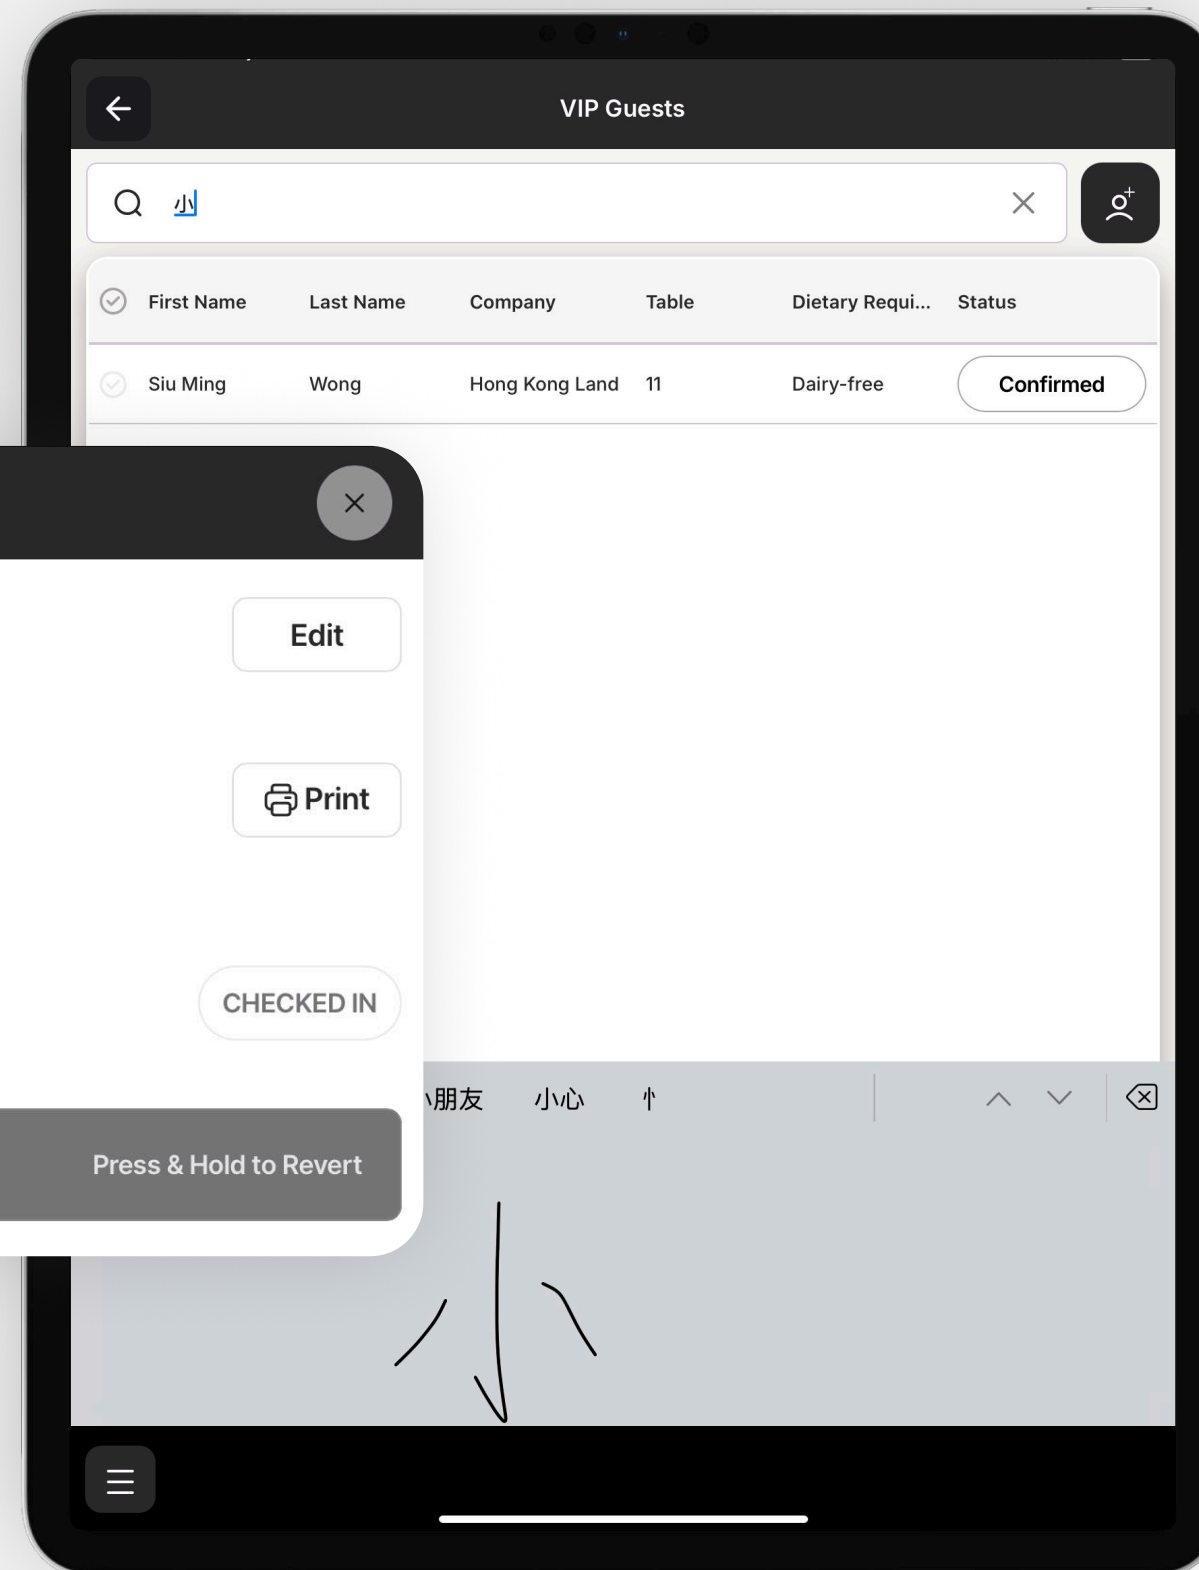 VIP Guests
小
First Name Last Name Company Table Dietary Requi... Status
Siu Ming Wong Hong Kong Land 11 Dairy-free Confirmed
Edit
Print
CHECKED IN
朋友 小心 忄
Press & Hold to Revert
小